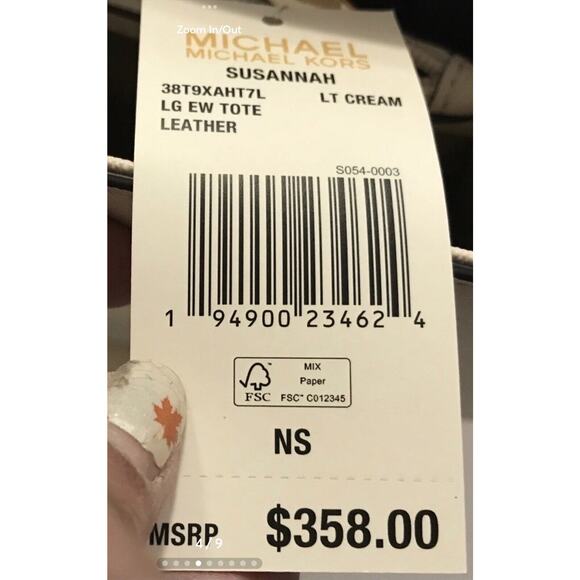 Zoom In/Out
MICHAEL
MICHAEL KORS
SUSANNAH
38T9XAHT7L LT CREAM
LG EW TOTE
LEATHER
S054-0003
1 94900 23462 4
MIX
Paper
FSC FSC™ C012345
NS
MSRP $358.00
4/9